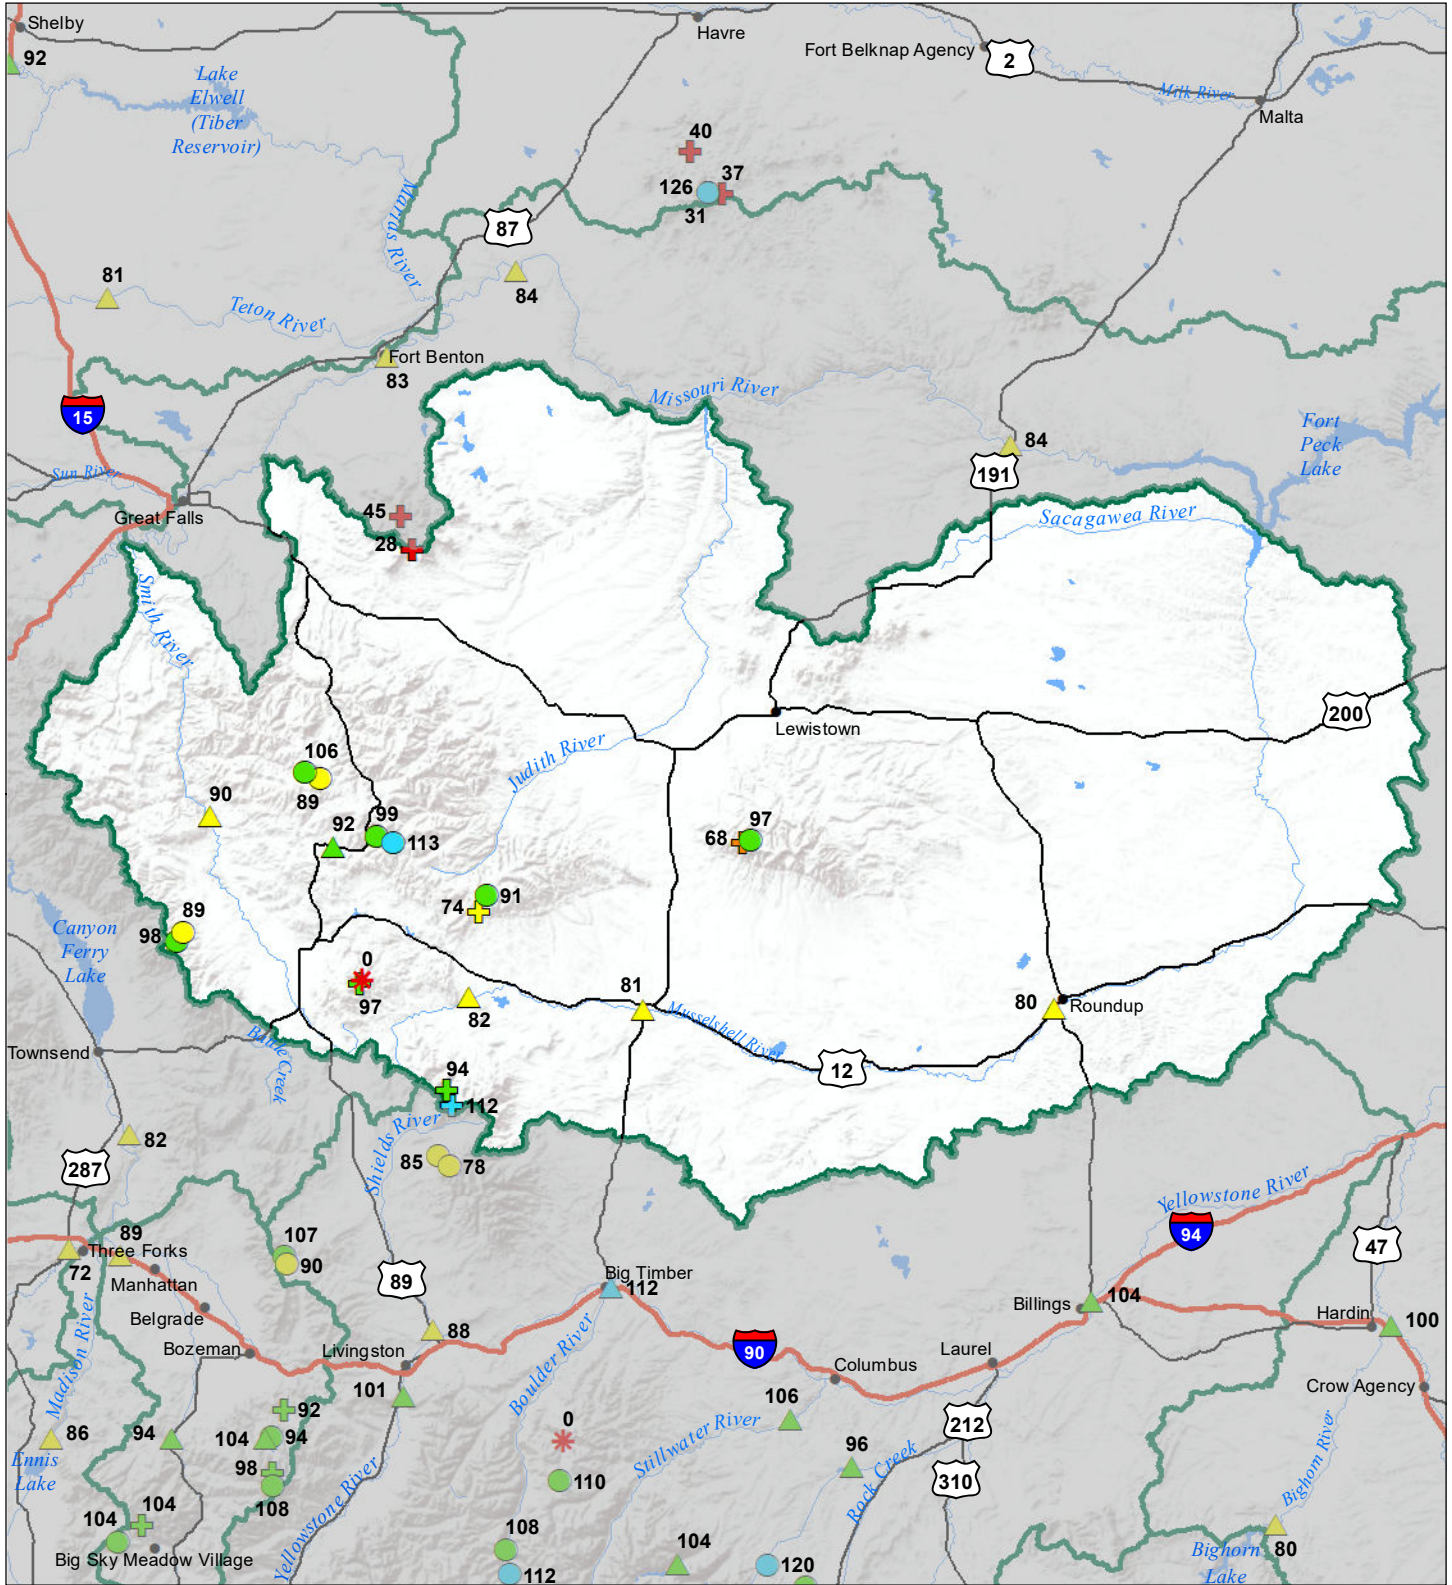 Shelby
92
Lake
Elwell
(Tiber
Reservoir)
Havre
Fort Belknap Agency
2
Milk River
Malta
40
37
126
31
Marias River
87
81
84
Teton River
Fort Benton
83
Missouri River
15
Sun River
Great Falls
45
28
84
191
Fort
Peck
Lake
Sacagawea River
Smith River
200
Lewistown
Judith River
106
89
90
92
99
113
97
68
91
74
89
98
Canyon
Ferry
Lake
0
97
82
81
Musselshell River
80
Roundup
12
Townsend
Battle Creek
94
112
Shields River
82
287
85
78
Yellowstone River
94
47
107
90
89
Three Forks
72
Manhattan
Belgrade
Bozeman
Madison River
89
Big Timber
112
Billings
104
Hardin
100
88
Livingston
101
90
Boulder River
Columbus
Laurel
Crow Agency
106
Stillwater River
212
310
96
Rock Creek
Bighorn River
86
Ennis
Lake
94
92
104
94
98
108
Yellowstone River
0
110
104
104
Big Sky Meadow Village
108
112
104
120
80
Bighorn
Lake